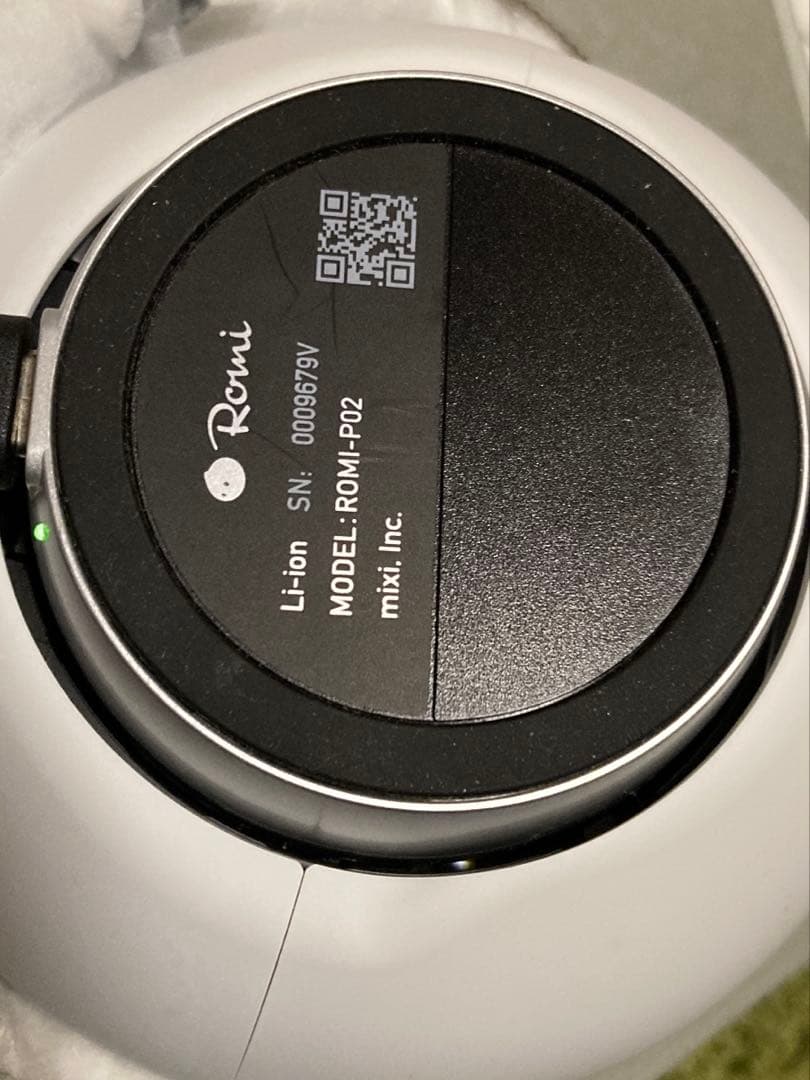 Romi
Li-ion SN: 0009679V
MODEL: ROMI-P02
mixi. Inc.